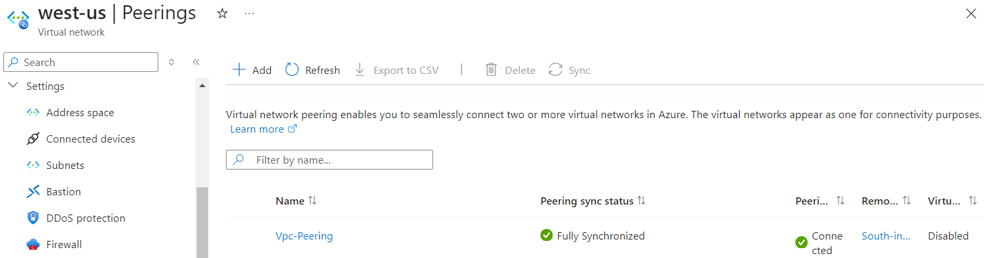 west-us | Peerings
Virtual network
Search
Add Refresh Export to CSV | Delete Sync
Settings
Address space
Connected devices
Subnets
Bastion
DDoS protection
Firewall
Virtual network peering enables you to seamlessly connect two or more virtual networks in Azure. The virtual networks appear as one for connectivity purposes.
Learn more
Filter by name...
Name Peering sync status Peeri... Remo... Virtu...
Vpc-Peering Fully Synchronized Conne South-in... Disabled
cted